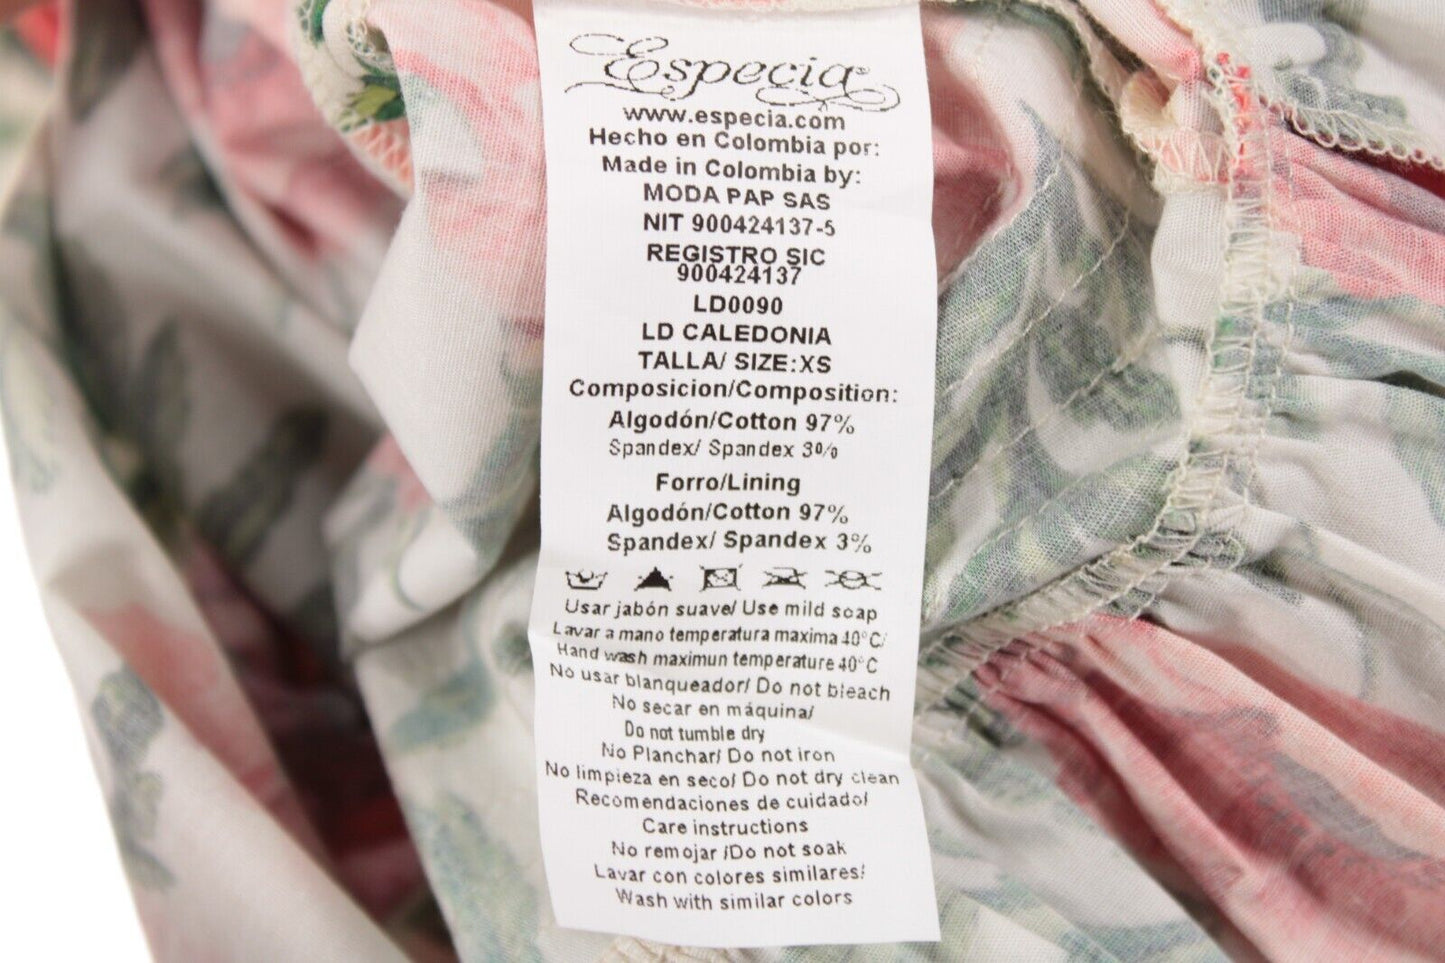 Especia
www.especia.com
Hecho en Colombia por:
Made in Colombia by:
MODA PAP SAS
NIT 900424137-5
REGISTRO SIC
900424137
LD0090
LD CALEDONIA
TALLA/ SIZE:XS
Composicion/Composition:
Algodón/Cotton 97%
Spandex/ Spandex 3%
Forro/Lining
Algodón/Cotton 97%
Spandex/ Spandex 3%
Usar jabón suave/ Use mild soap
Lavar a mano temperatura maxima 40°C/
Hand wash maximun temperature 40°C
No usar blanqueador/ Do not bleach
No secar en máquina/
Do not tumble dry
No Planchar/ Do not iron
No limpieza en seco/ Do not dry clean
Recomendaciones de cuidado/
Care instructions
No remojar /Do not soak
Lavar con colores similares/
Wash with similar colors